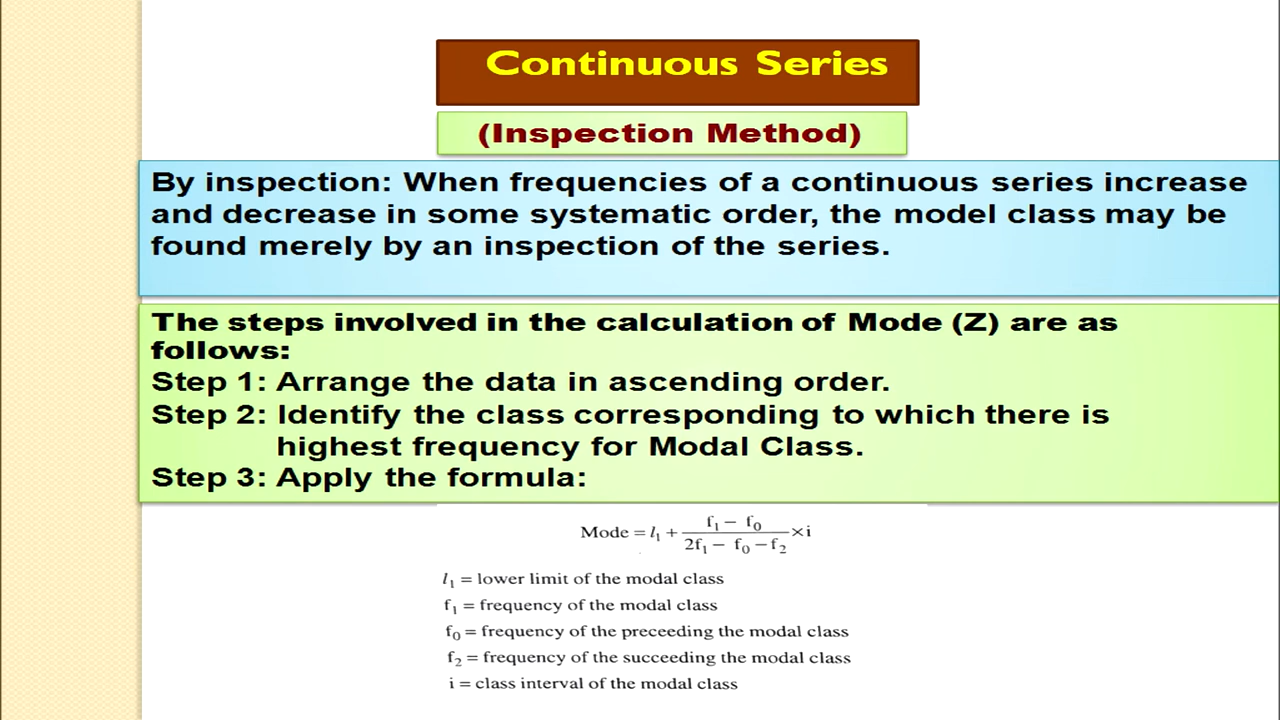 Continuous Series
(Inspection Method)
By inspection: When frequencies of a continuous series increase
and decrease in some systematic order, the model class may be
found merely by an inspection of the series.
The steps involved in the calculation of Mode (Z) are as
follows:
Step 1: Arrange the data in ascending order.
Step 2: Identify the class corresponding to which there is
highest frequency for Modal Class.
Step 3: Apply the formula:
Mode = l₁ + (f₁ − f₀) / (2f₁ − f₀ − f₂) × i
l₁ = lower limit of the modal class
f₁ = frequency of the modal class
f₀ = frequency of the preceeding the modal class
f₂ = frequency of the succeeding the modal class
i = class interval of the modal class